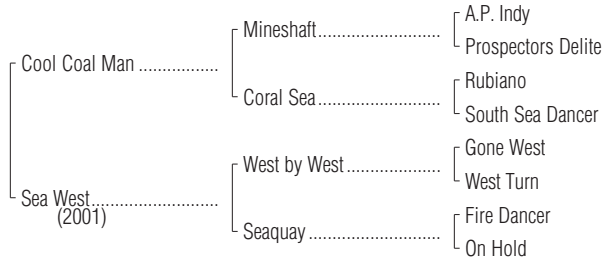 A.P. Indy
Mineshaft
Prospectors Delite
Cool Coal Man
Rubiano
Coral Sea
South Sea Dancer
Gone West
West by West
West Turn
Sea West
(2001)
Fire Dancer
Seaquay
On Hold